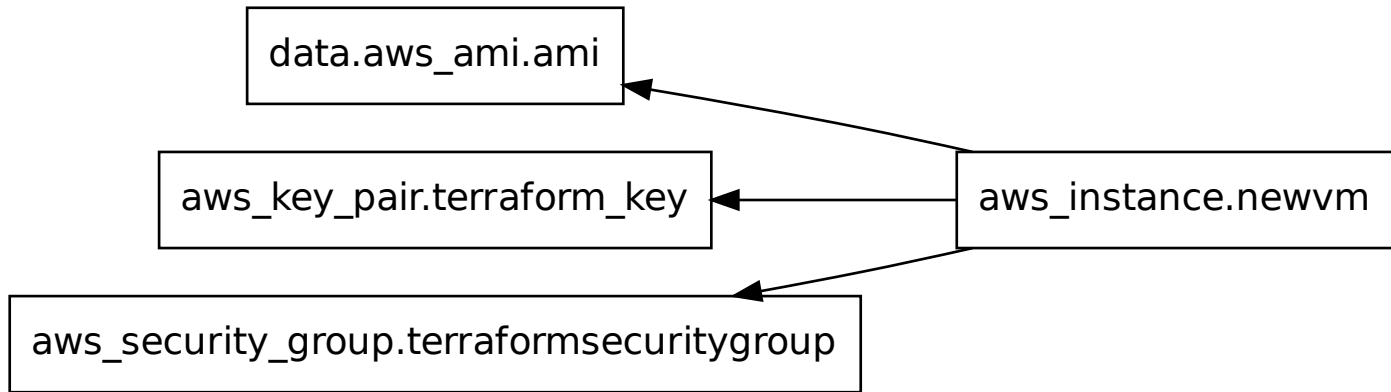 data.aws_ami.ami
aws_key_pair.terraform_key
aws_instance.newvm
aws_security_group.terraformsecuritygroup